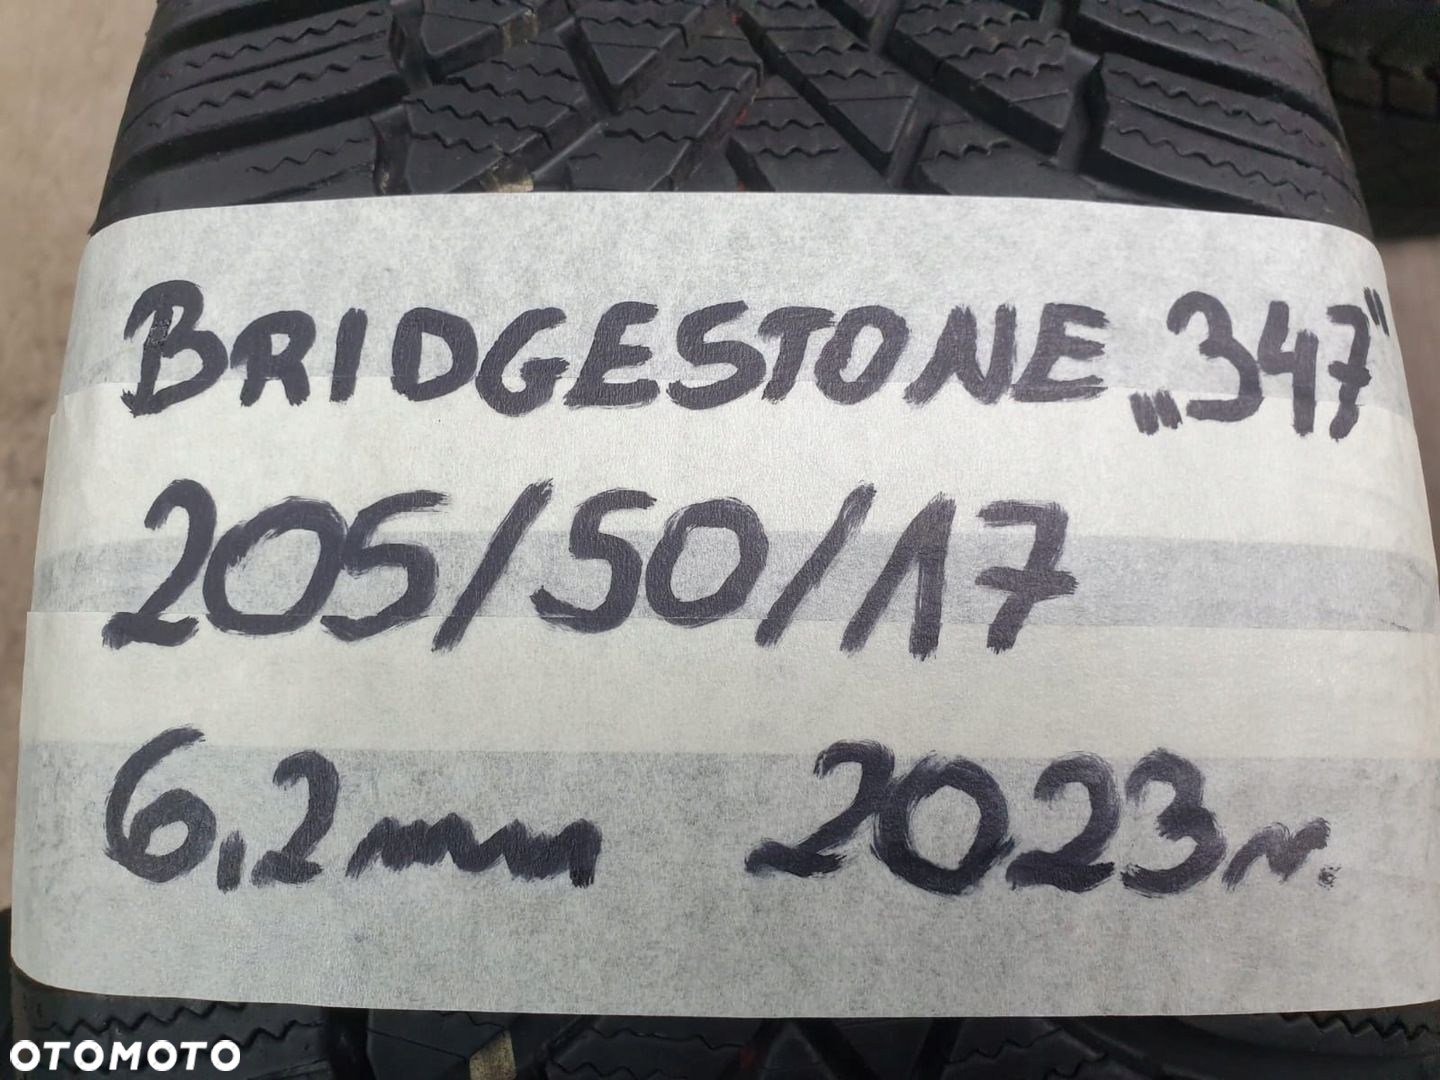 BRIDGESTONE „347”
205/50/17
6,2mm 2023r.
OTOMOTO